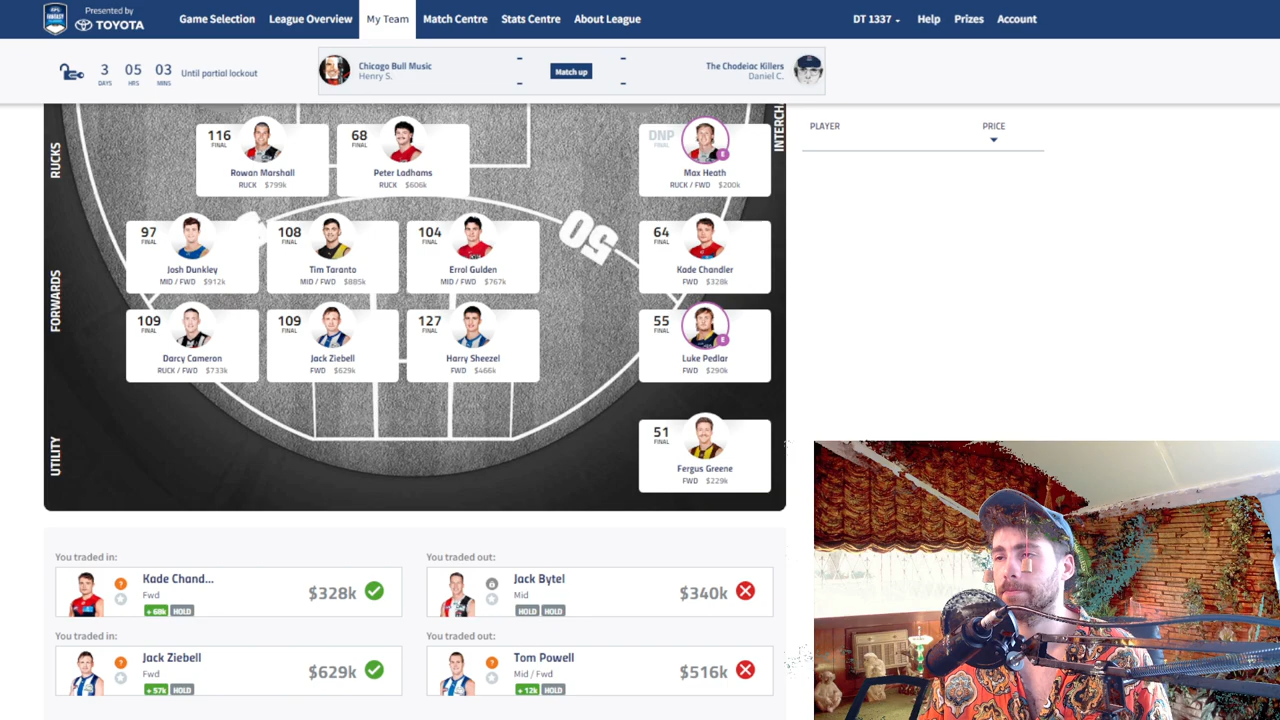 AFL
FANTASY
Presented by
TOYOTA
Game Selection
League Overview
My Team
Match Centre
Stats Centre
About League
DT 1337
Help
Prizes
Account
3 05 03
DAYS HRS MINS
Until partial lockout
Chicago Bull Music
Henry S.
- -
Match up
- -
The Chodeiac Killers
Daniel C.
RUCKS
116
FINAL
Rowan Marshall
RUCK $799k
68
FINAL
Peter Ladhams
RUCK $606k
INTERCHA
DNP
FINAL
E
Max Heath
RUCK / FWD $200k
FORWARDS
97
FINAL
Josh Dunkley
MID / FWD $912k
108
FINAL
Tim Taranto
MID / FWD $885k
104
FINAL
Errol Gulden
MID / FWD $767k
50
64
FINAL
Kade Chandler
FWD $328k
109
FINAL
Darcy Cameron
RUCK / FWD $733k
109
FINAL
Jack Ziebell
FWD $629k
127
FINAL
Harry Sheezel
FWD $466k
55
FINAL
E
Luke Pedlar
FWD $290k
UTILITY
51
FINAL
Fergus Greene
FWD $229k
PLAYER
PRICE
You traded in:
Kade Chand...
Fwd
+ 68k HOLD
$328k
You traded out:
Jack Bytel
Mid
HOLD HOLD
$340k
You traded in:
Jack Ziebell
Fwd
+ 57k HOLD
$629k
You traded out:
Tom Powell
Mid / Fwd
+ 12k HOLD
$516k